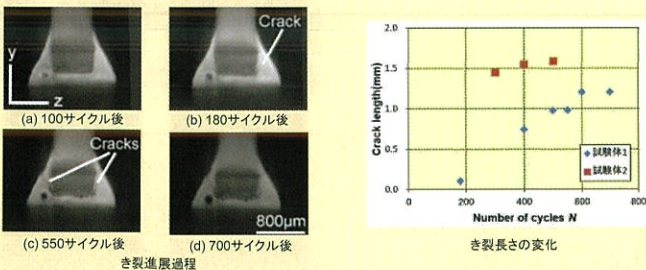 Crack
y
z
(a) 100サイクル後
(b) 180サイクル後
Cracks
800μm
(c) 550サイクル後
(d) 700サイクル後
き裂進展過程
2.0
1.5
1.0
0.5
0.0
Crack length(mm)
0
200
400
600
800
Number of cycles N
試験体1
試験体2
き裂長さの変化